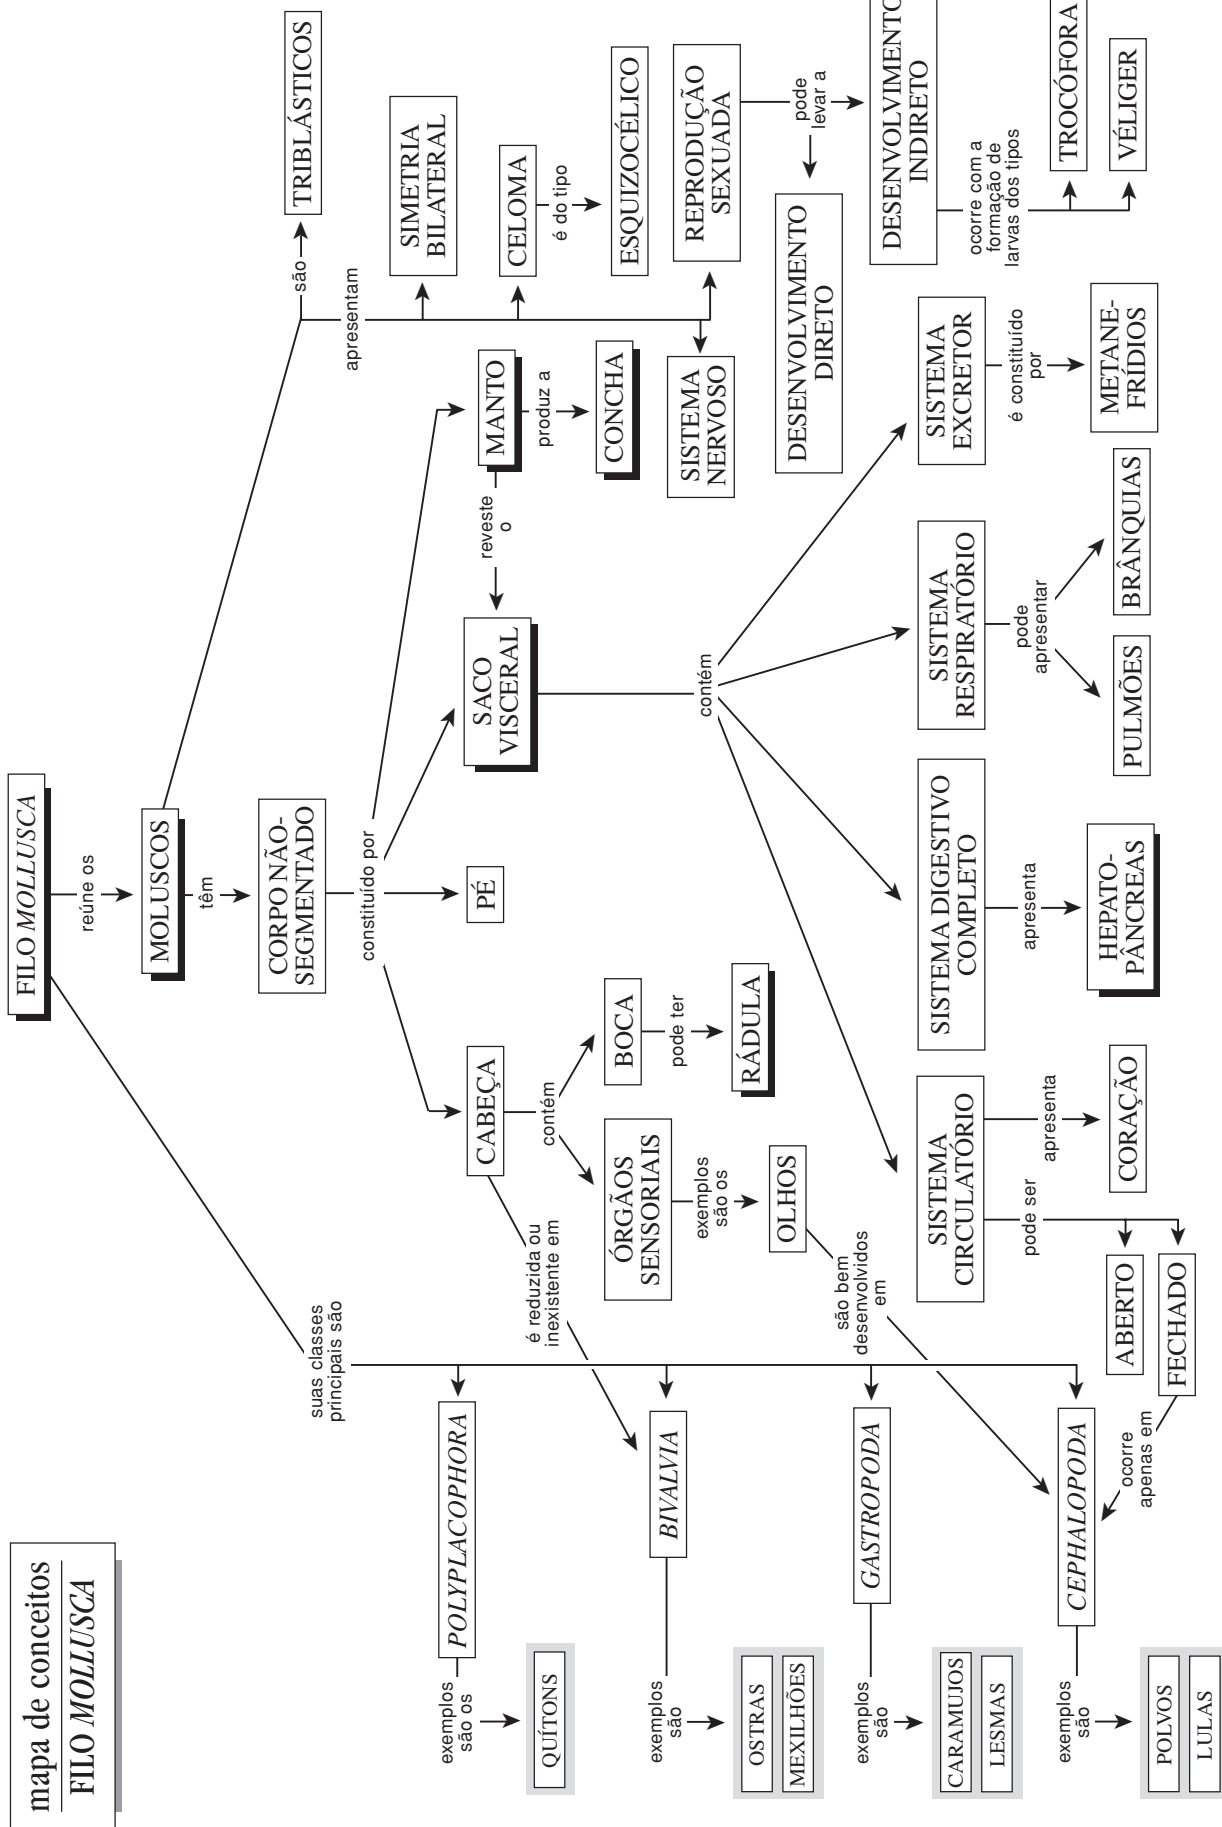 mapa de conceitos
FILO MOLLUSCA
FILO MOLLUSCA
reúne os
MOLUSCOS
têm
CORPO NÃO-
SEGMENTADO
constituído por
suas classes
principais são
são
TRIBLÁSTICOS
apresentam
SIMETRIA
BILATERAL
CELOMA
é do tipo
ESQUIZOCÉLICO
REPRODUÇÃO
SEXUADA
pode
levar a
DESENVOLVIMENTO
DIRETO
DESENVOLVIMENTO
INDIRETO
ocorre com a
formação de
larvas dos tipos
TROCÓFORA
VÉLIGER
SISTEMA
NERVOSO
MANTO
produz a
CONCHA
reveste
o
SACO
VISCERAL
PÉ
CABEÇA
contém
BOCA
pode ter
RÁDULA
ÓRGÃOS
SENSORIAIS
exemplos
são os
OLHOS
são bem
desenvolvidos
em
é reduzida ou
inexistente em
contém
SISTEMA
EXCRETOR
é constituído
por
METANE-
FRÍDIOS
SISTEMA
RESPIRATÓRIO
pode
apresentar
BRÂNQUIAS
PULMÕES
SISTEMA DIGESTIVO
COMPLETO
apresenta
HEPATO-
PÂNCREAS
SISTEMA
CIRCULATÓRIO
apresenta
CORAÇÃO
pode ser
ABERTO
FECHADO
ocorre
apenas em
POLYPLACOPHORA
exemplos
são os
QUÍTONS
BIVALVIA
exemplos
são
OSTRAS
MEXILHÕES
GASTROPODA
exemplos
são
CARAMUJOS
LESMAS
CEPHALOPODA
exemplos
são
POLVOS
LULAS